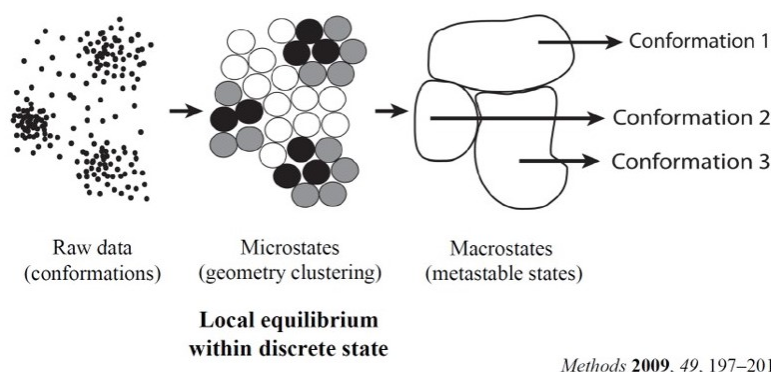 Conformation 1
Conformation 2
Conformation 3
Raw data
(conformations)
Microstates
(geometry clustering)
Macrostates
(metastable states)
Local equilibrium
within discrete state
Methods 2009, 49, 197–201